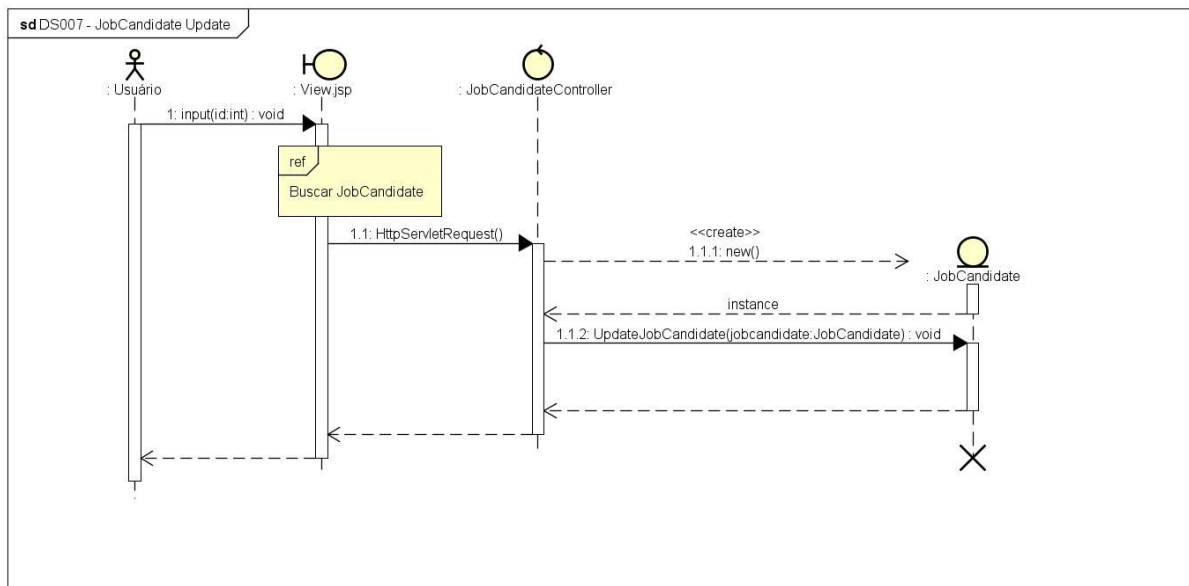 sd DS007 - JobCandidate Update
: Usuário
: View.jsp
: JobCandidateController
1: input(id:int) : void
ref
Buscar JobCandidate
1.1: HttpServletRequest()
<<create>>
1.1.1: new()
: JobCandidate
instance
1.1.2: UpdateJobCandidate(jobcandidate:JobCandidate) : void